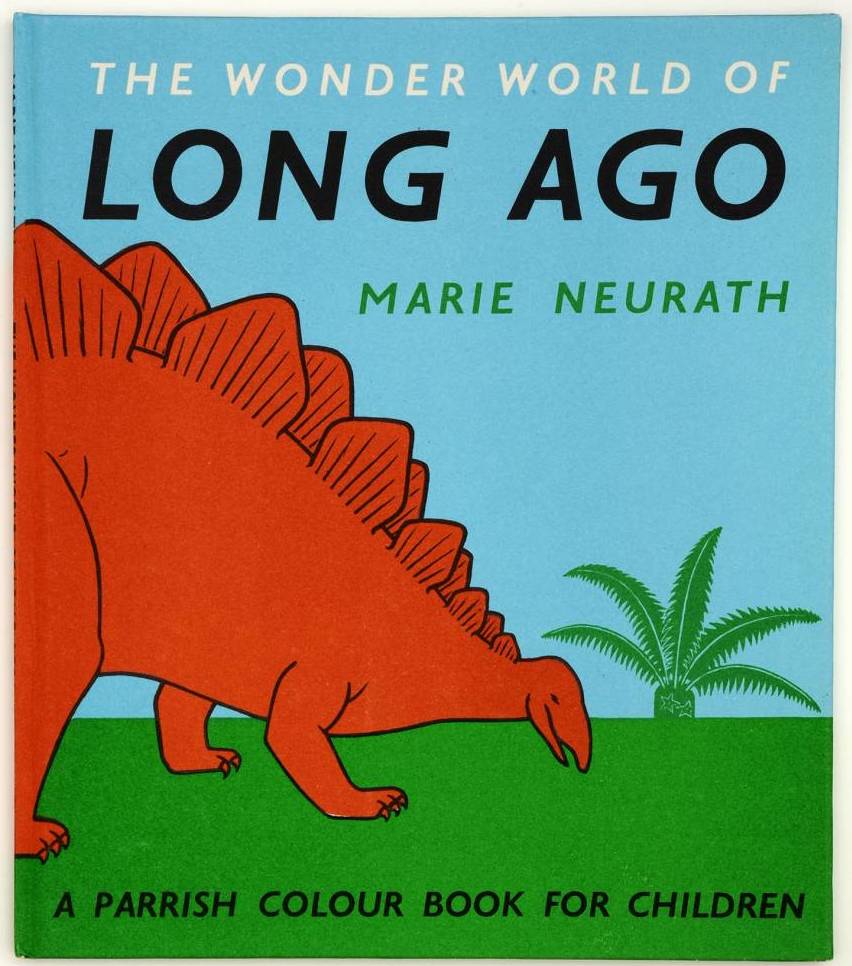 THE WONDER WORLD OF
LONG AGO
MARIE NEURATH
A PARRISH COLOUR BOOK FOR CHILDREN